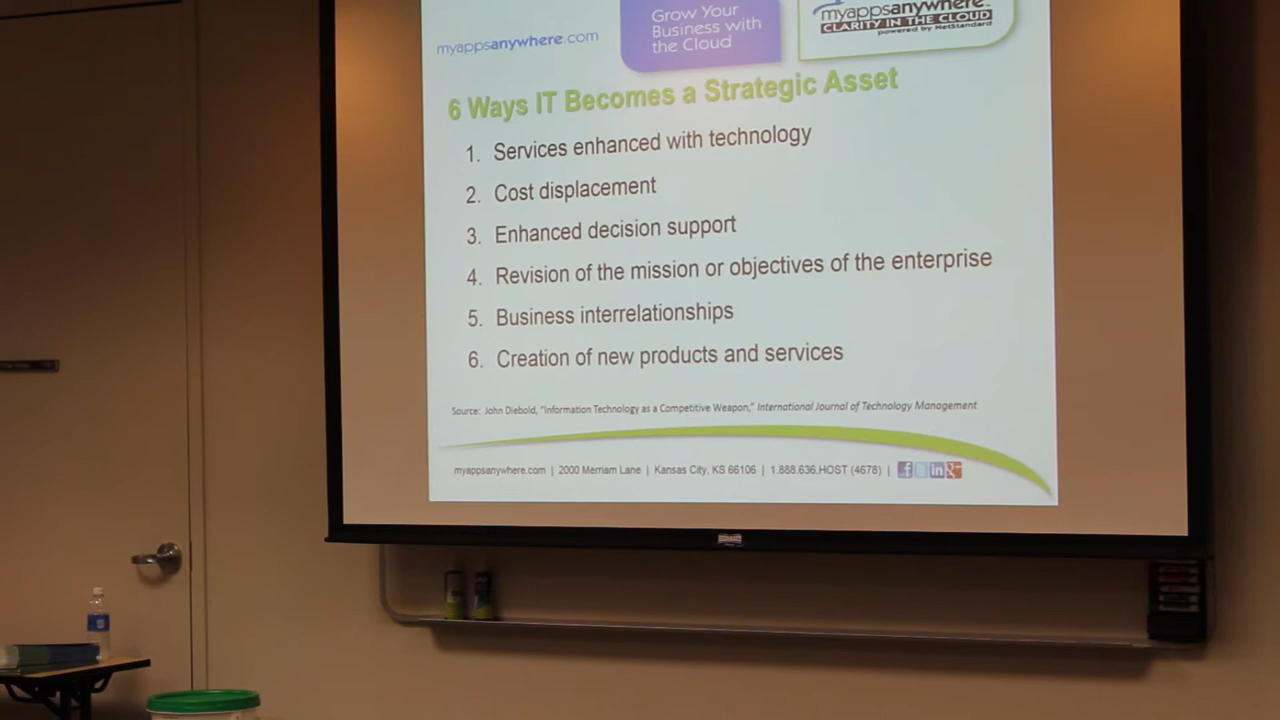 myappsanywhere.com
Grow Your
Business with
the Cloud
myappsanywhere
CLARITY IN THE CLOUD
powered by NetStandard
6 Ways IT Becomes a Strategic Asset
1. Services enhanced with technology
2. Cost displacement
3. Enhanced decision support
4. Revision of the mission or objectives of the enterprise
5. Business interrelationships
6. Creation of new products and services
Source: John Diebold, "Information Technology as a Competitive Weapon," International Journal of Technology Management
myappsanywhere.com | 2000 Merriam Lane | Kansas City, KS 66106 | 1.888.636.HOST (4678) |